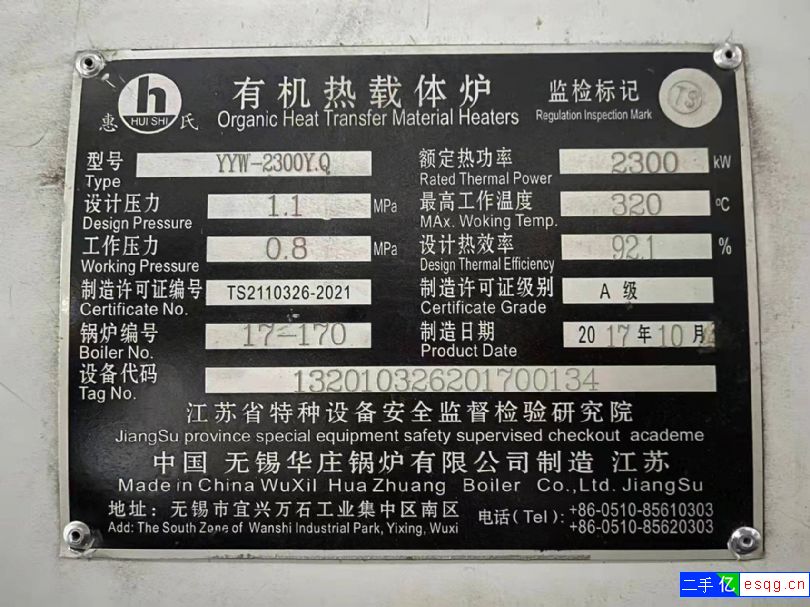 h
HUI SHI
惠 氏
有机热载体炉
Organic Heat Transfer Material Heaters
监检标记
Regulation Inspection Mark
TS
型号 YYW-2300Y.Q
Type
额定热功率 2300 kW
Rated Thermal Power
设计压力 1.1 MPa
Design Pressure
最高工作温度 320 ℃
MAx. Woking Temp.
工作压力 0.8 MPa
Working Pressure
设计热效率 92.1 %
Design Thermal Efficiency
制造许可证编号 TS2110326-2021
Certificate No.
制造许可证级别 A 级
Certificate Grade
锅炉编号 17-170
Boiler No.
制造日期 2017年10月
Product Date
设备代码 132010326201700134
Tag No.
江苏省特种设备安全监督检验研究院
JiangSu province special equipment safety supervised checkout academe
中国 无锡华庄锅炉有限公司制造 江苏
Made in China WuXiI Hua Zhuang Boiler Co.,Ltd. JiangSu
地址：无锡市宜兴万石工业集中区南区
Add: The South Zone of Wanshi Industrial Park, Yixing, Wuxi
电话(Tel): +86-0510-85610303
+86-0510-85620303
二手亿 esqg.cn